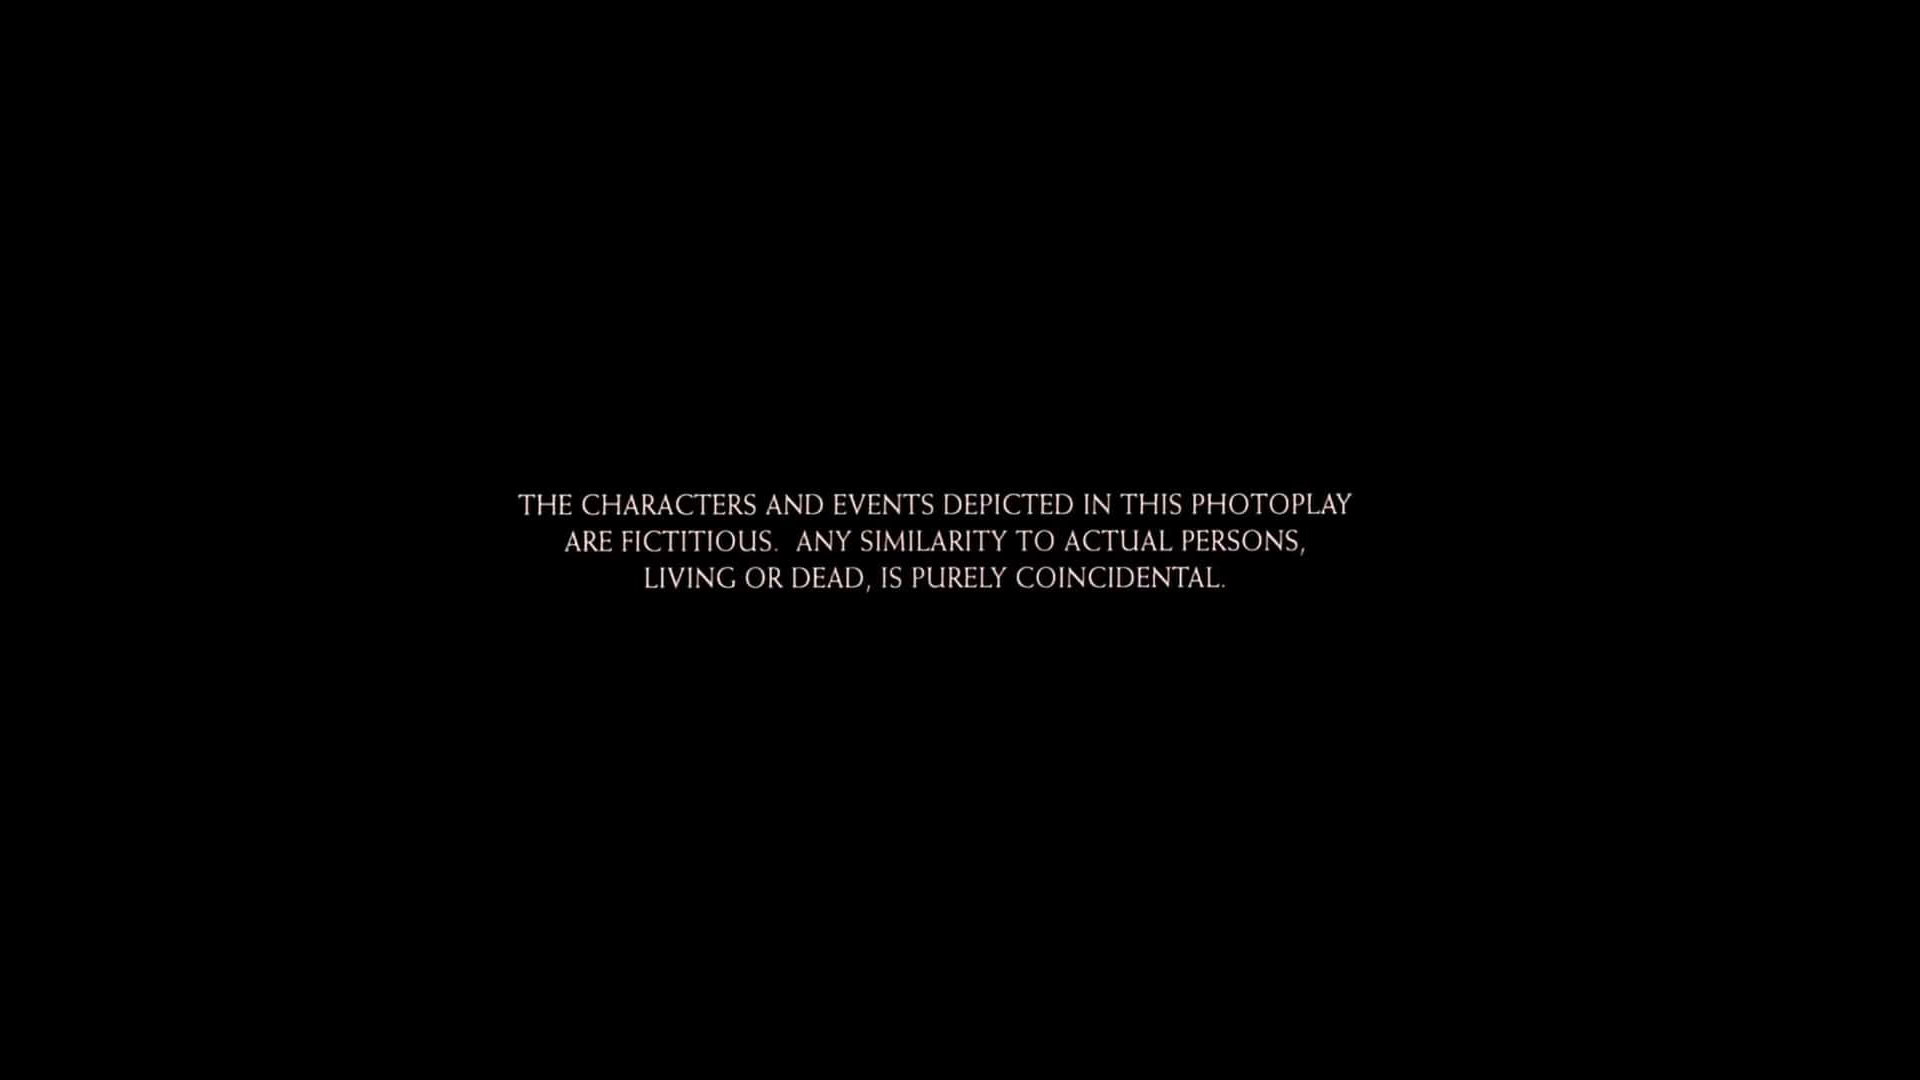 THE CHARACTERS AND EVENTS DEPICTED IN THIS PHOTOPLAY
ARE FICTITIOUS.  ANY SIMILARITY TO ACTUAL PERSONS,
LIVING OR DEAD, IS PURELY COINCIDENTAL.